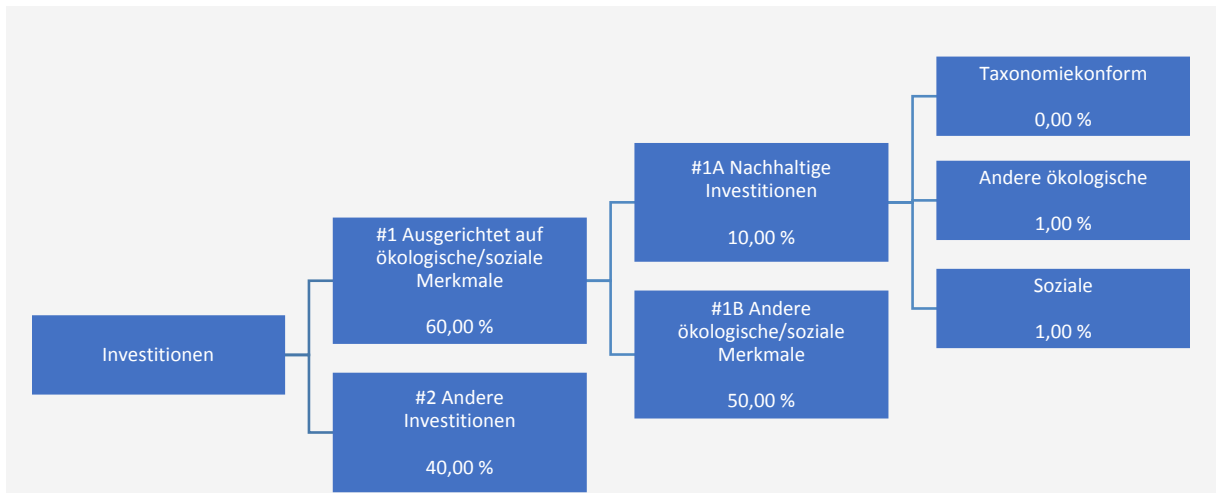 Investitionen
#1 Ausgerichtet auf
ökologische/soziale
Merkmale
60,00 %
#2 Andere
Investitionen
40,00 %
#1A Nachhaltige
Investitionen
10,00 %
#1B Andere
ökologische/soziale
Merkmale
50,00 %
Taxonomiekonform
0,00 %
Andere ökologische
1,00 %
Soziale
1,00 %